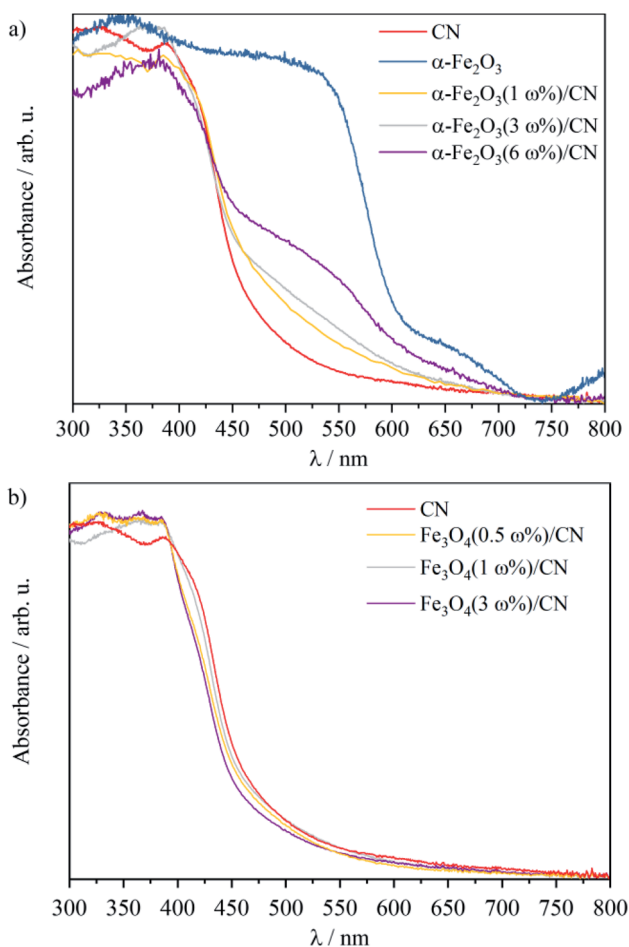 a)
CN
α-Fe₂O₃
α-Fe₂O₃(1 ω%)/CN
α-Fe₂O₃(3 ω%)/CN
α-Fe₂O₃(6 ω%)/CN
Absorbance / arb. u.
300 350 400 450 500 550 600 650 700 750 800
λ / nm
b)
CN
Fe₃O₄(0.5 ω%)/CN
Fe₃O₄(1 ω%)/CN
Fe₃O₄(3 ω%)/CN
Absorbance / arb. u.
300 350 400 450 500 550 600 650 700 750 800
λ / nm